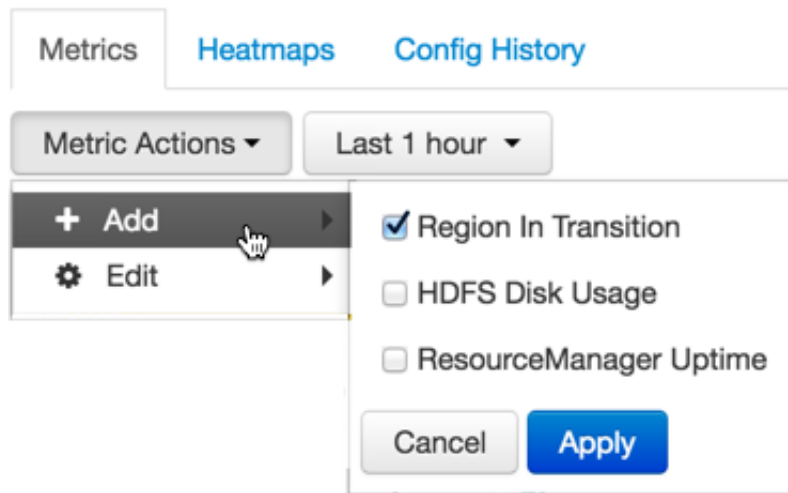 Metrics Heatmaps Config History
Metric Actions Last 1 hour
Add
Edit
Region In Transition
HDFS Disk Usage
ResourceManager Uptime
Cancel Apply